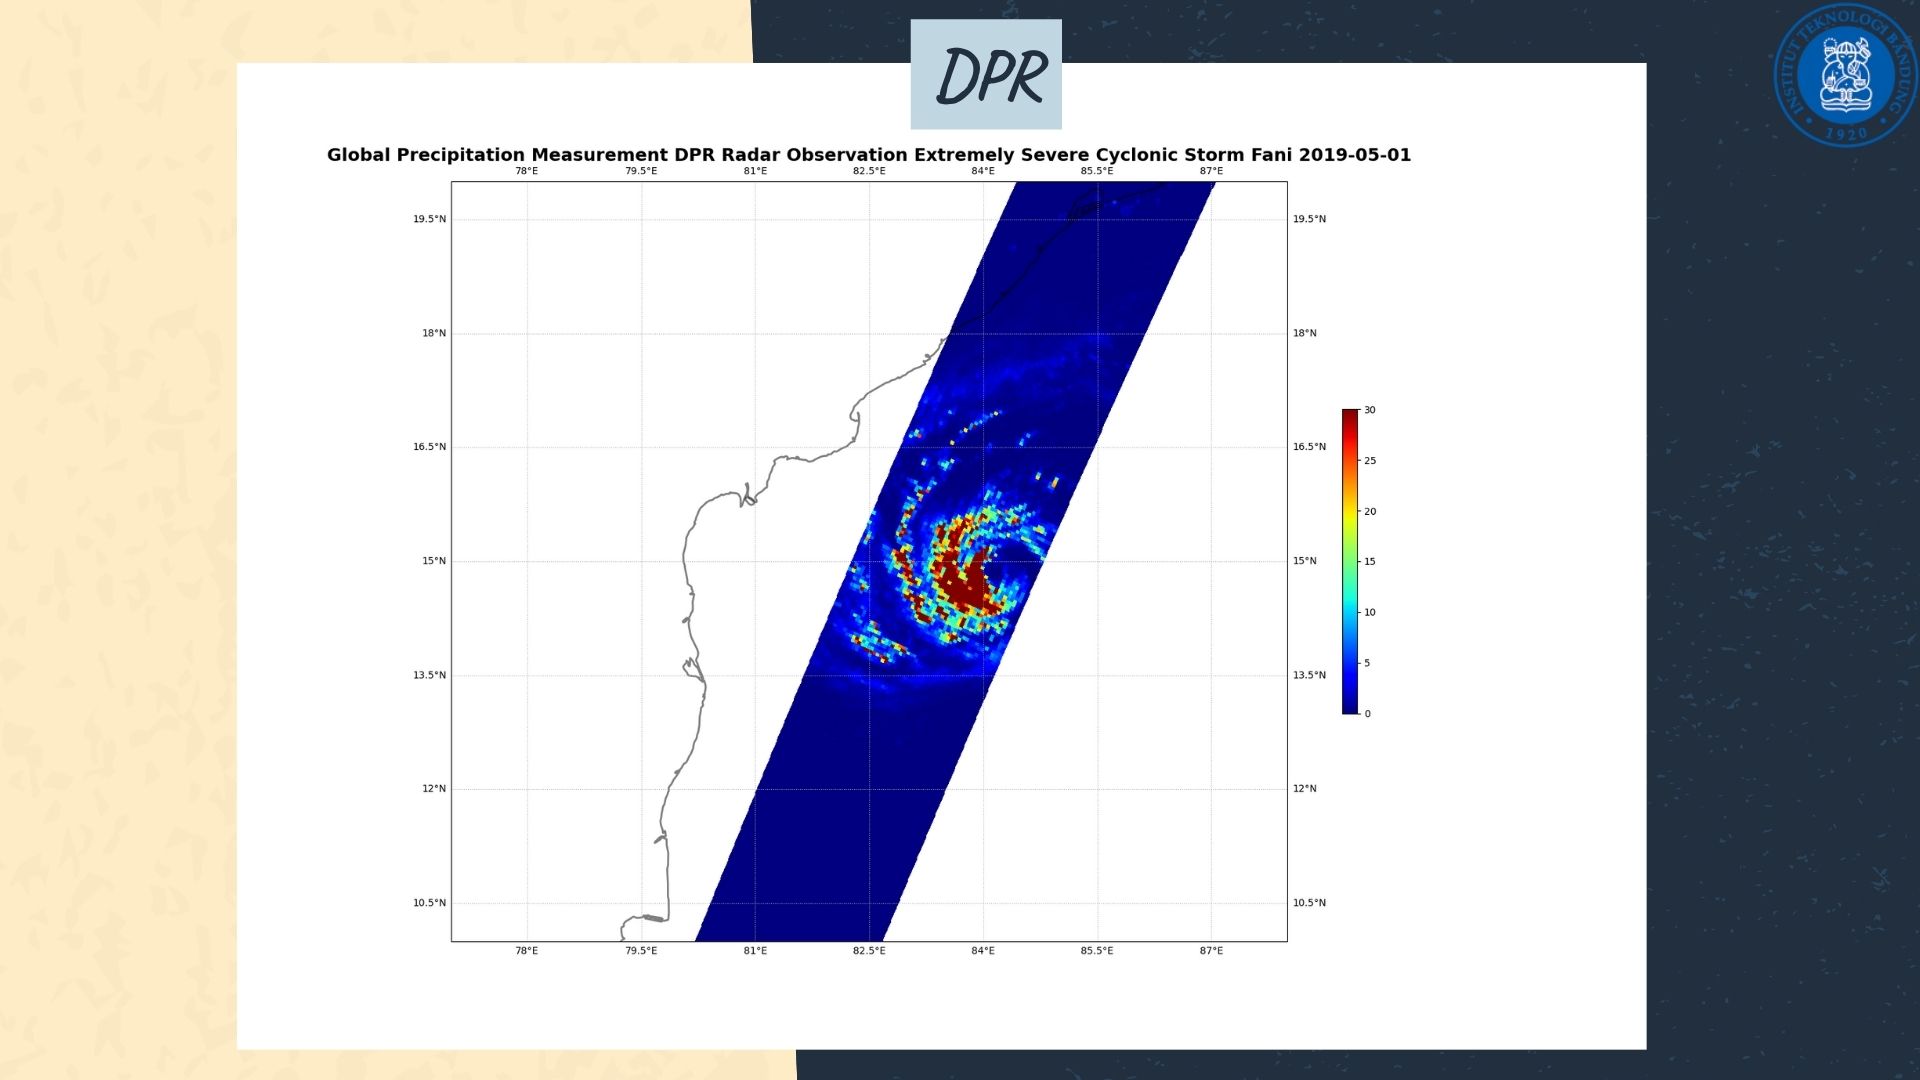 DPR
INSTITUT TEKNOLOGI BANDUNG
1920
Global Precipitation Measurement DPR Radar Observation Extremely Severe Cyclonic Storm Fani 2019-05-01
78°E 79.5°E 81°E 82.5°E 84°E 85.5°E 87°E
19.5°N 19.5°N
18°N 18°N
30
16.5°N 16.5°N
25
20
15°N 15°N
15
10
13.5°N 13.5°N
5
0
12°N 12°N
10.5°N 10.5°N
78°E 79.5°E 81°E 82.5°E 84°E 85.5°E 87°E